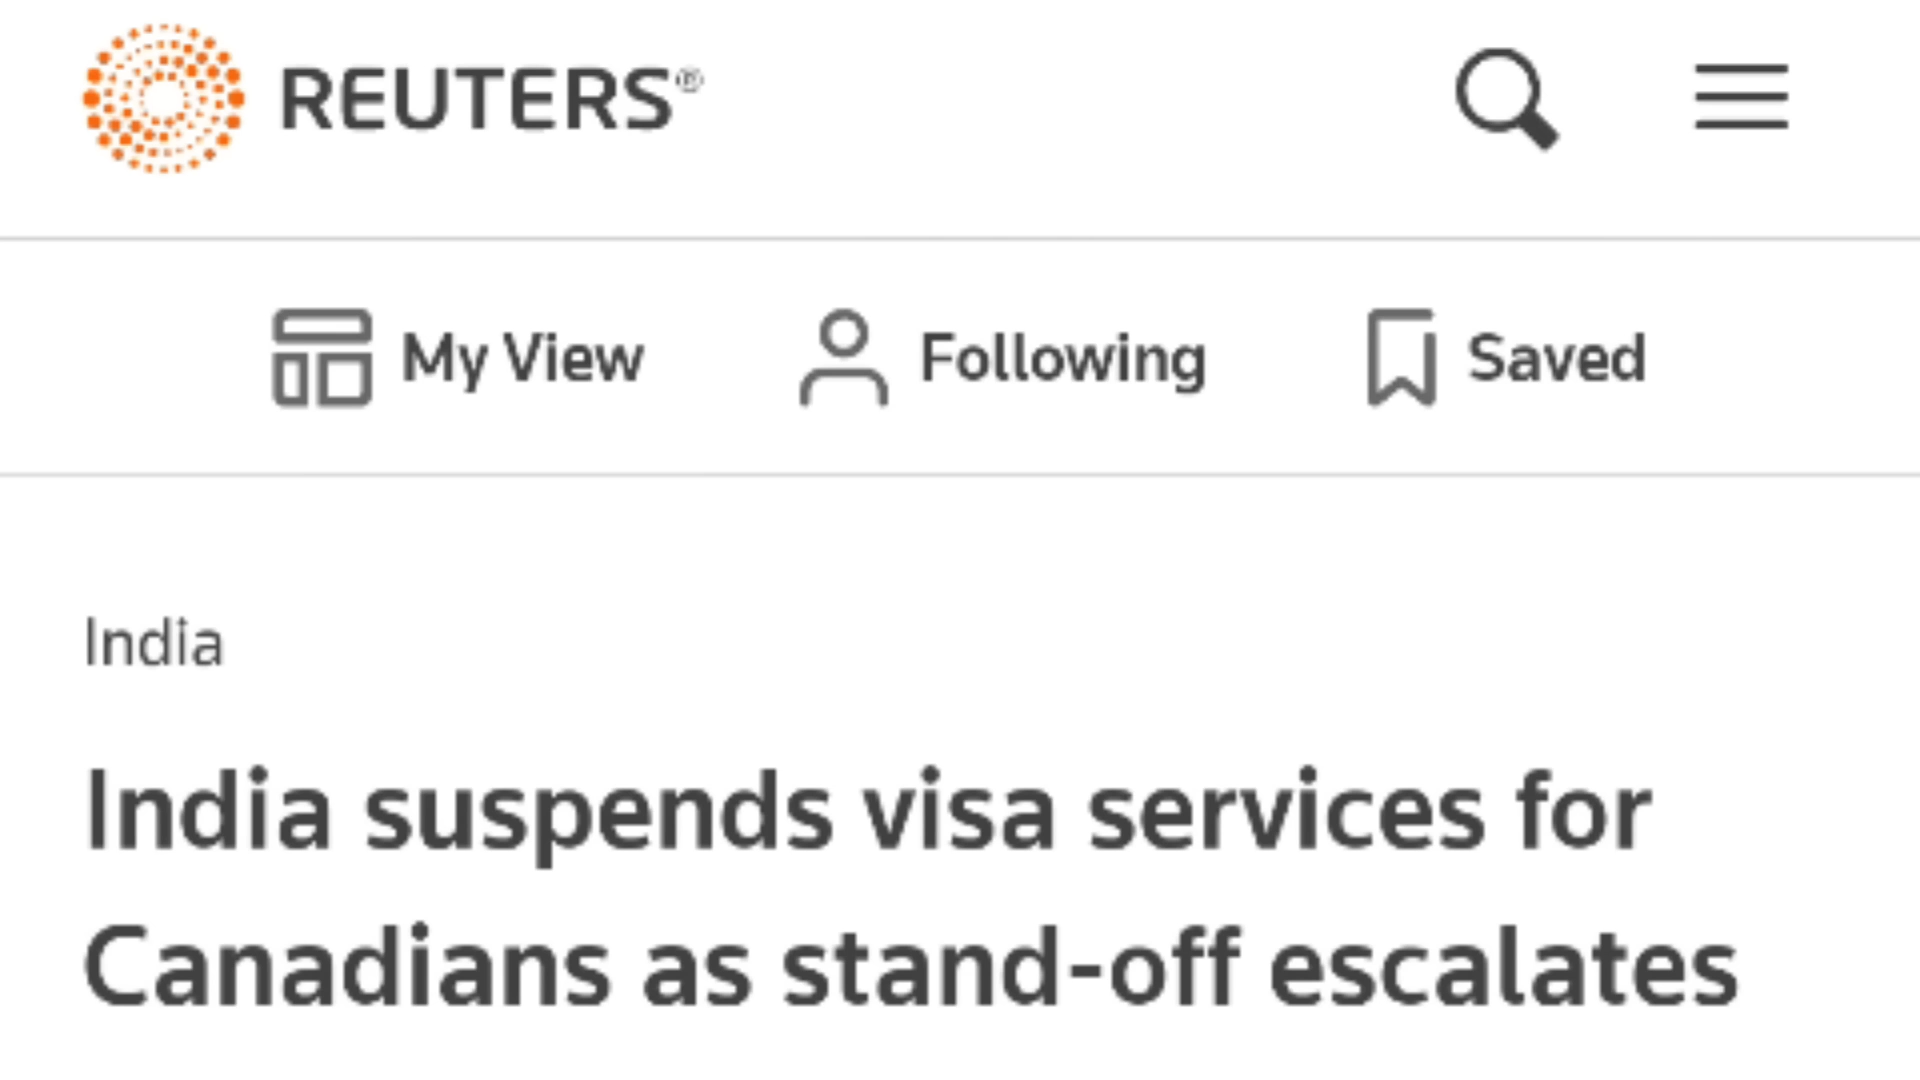 REUTERS®
My View Following Saved
India
India suspends visa services for
Canadians as stand-off escalates